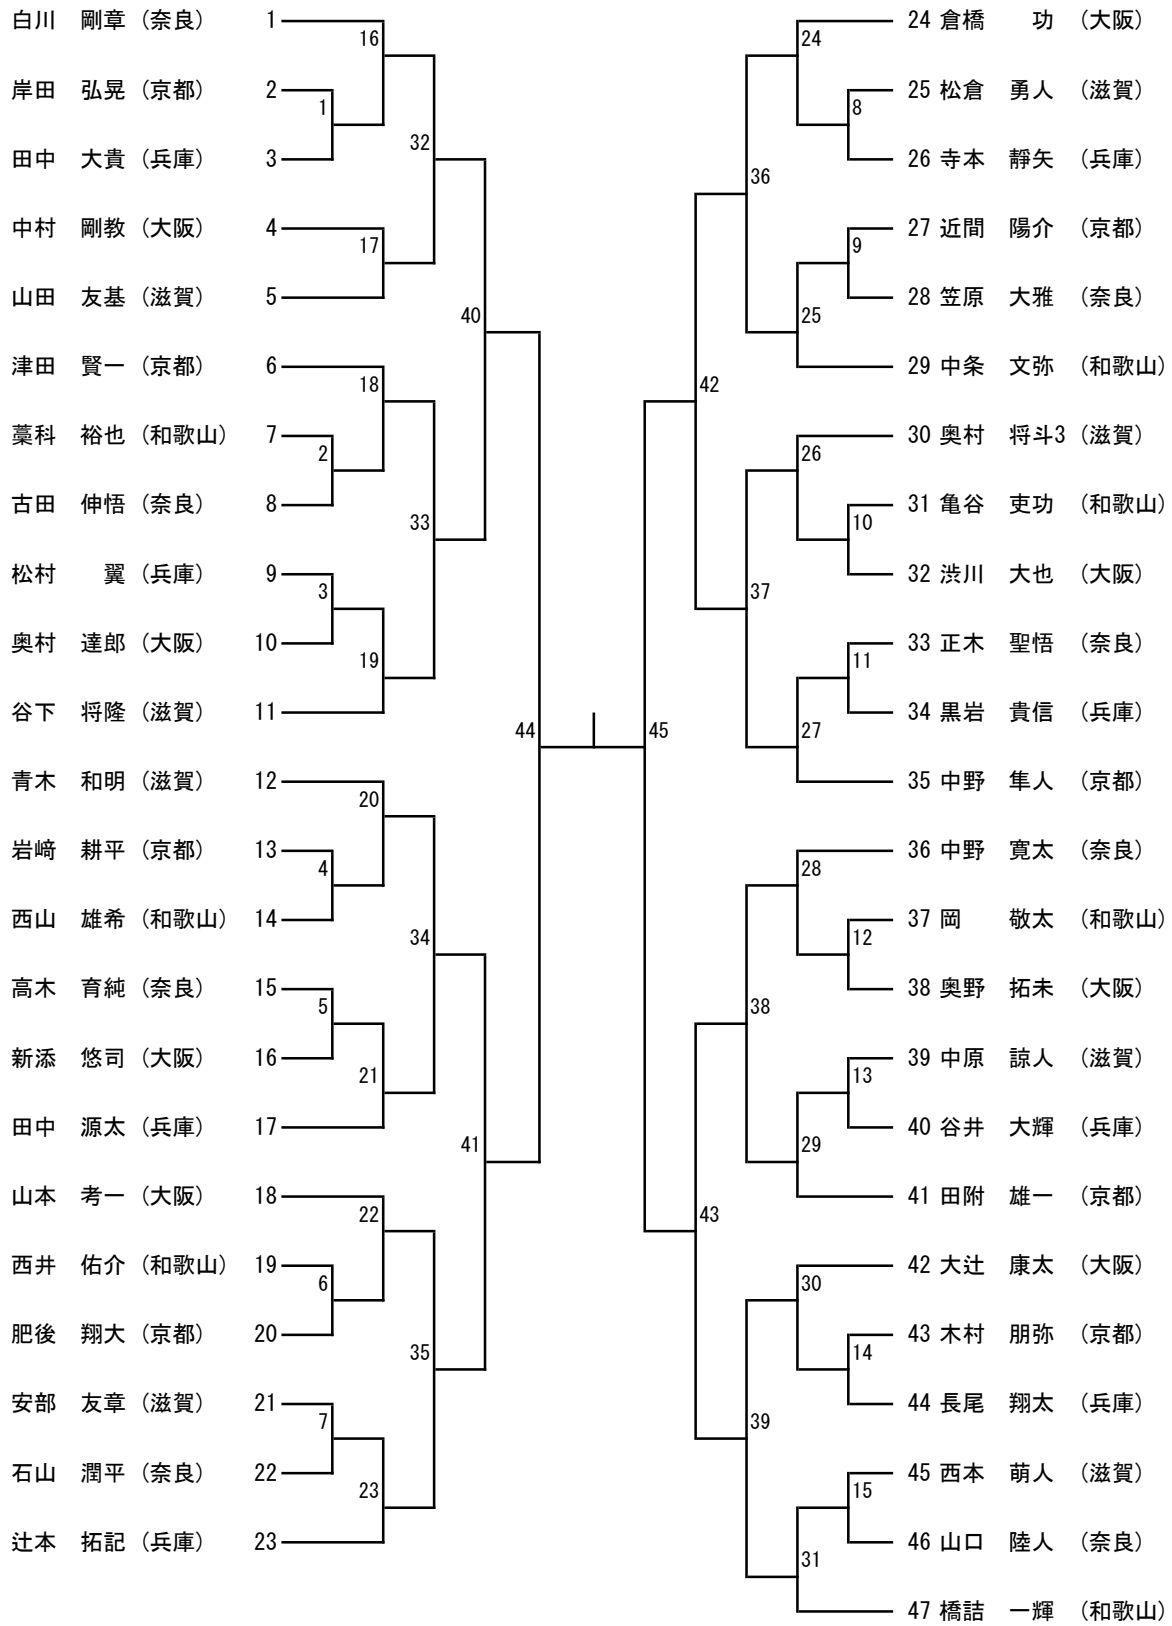 白川 剛章 (奈良) 1
16
岸田 弘晃 (京都) 2
1
田中 大貴 (兵庫) 3
32
中村 剛教 (大阪) 4
17
山田 友基 (滋賀) 5
40
津田 賢一 (京都) 6
18
藁科 裕也 (和歌山) 7
2
古田 伸悟 (奈良) 8
33
松村 翼 (兵庫) 9
3
奥村 達郎 (大阪) 10
19
谷下 将隆 (滋賀) 11
44
青木 和明 (滋賀) 12
20
岩﨑 耕平 (京都) 13
4
西山 雄希 (和歌山) 14
34
高木 育純 (奈良) 15
5
新添 悠司 (大阪) 16
21
田中 源太 (兵庫) 17
41
山本 考一 (大阪) 18
22
西井 佑介 (和歌山) 19
6
肥後 翔大 (京都) 20
35
安部 友章 (滋賀) 21
7
石山 潤平 (奈良) 22
23
辻本 拓記 (兵庫) 23
24 倉橋 功 (大阪)
24
25 松倉 勇人 (滋賀)
8
26 寺本 靜矢 (兵庫)
36
27 近間 陽介 (京都)
9
28 笠原 大雅 (奈良)
25
29 中条 文弥 (和歌山)
42
30 奥村 将斗3 (滋賀)
26
31 亀谷 吏功 (和歌山)
10
32 渋川 大也 (大阪)
37
33 正木 聖悟 (奈良)
11
34 黒岩 貴信 (兵庫)
27
45
35 中野 隼人 (京都)
36 中野 寛太 (奈良)
28
37 岡 敬太 (和歌山)
12
38 奥野 拓未 (大阪)
38
39 中原 諒人 (滋賀)
13
40 谷井 大輝 (兵庫)
29
41 田附 雄一 (京都)
43
42 大辻 康太 (大阪)
30
43 木村 朋弥 (京都)
14
44 長尾 翔太 (兵庫)
39
45 西本 萌人 (滋賀)
15
46 山口 陸人 (奈良)
31
47 橋詰 一輝 (和歌山)